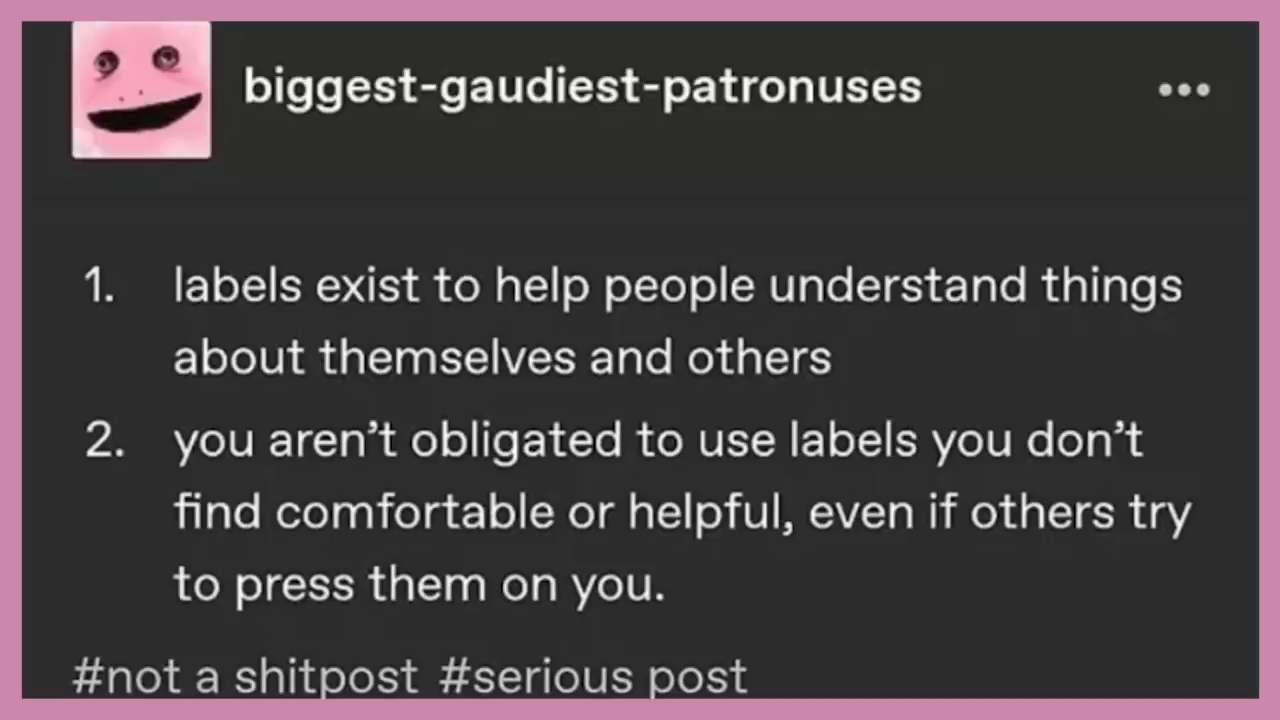 biggest-gaudiest-patronuses
1. labels exist to help people understand things
about themselves and others
2. you aren’t obligated to use labels you don’t
find comfortable or helpful, even if others try
to press them on you.
#not a shitpost #serious post